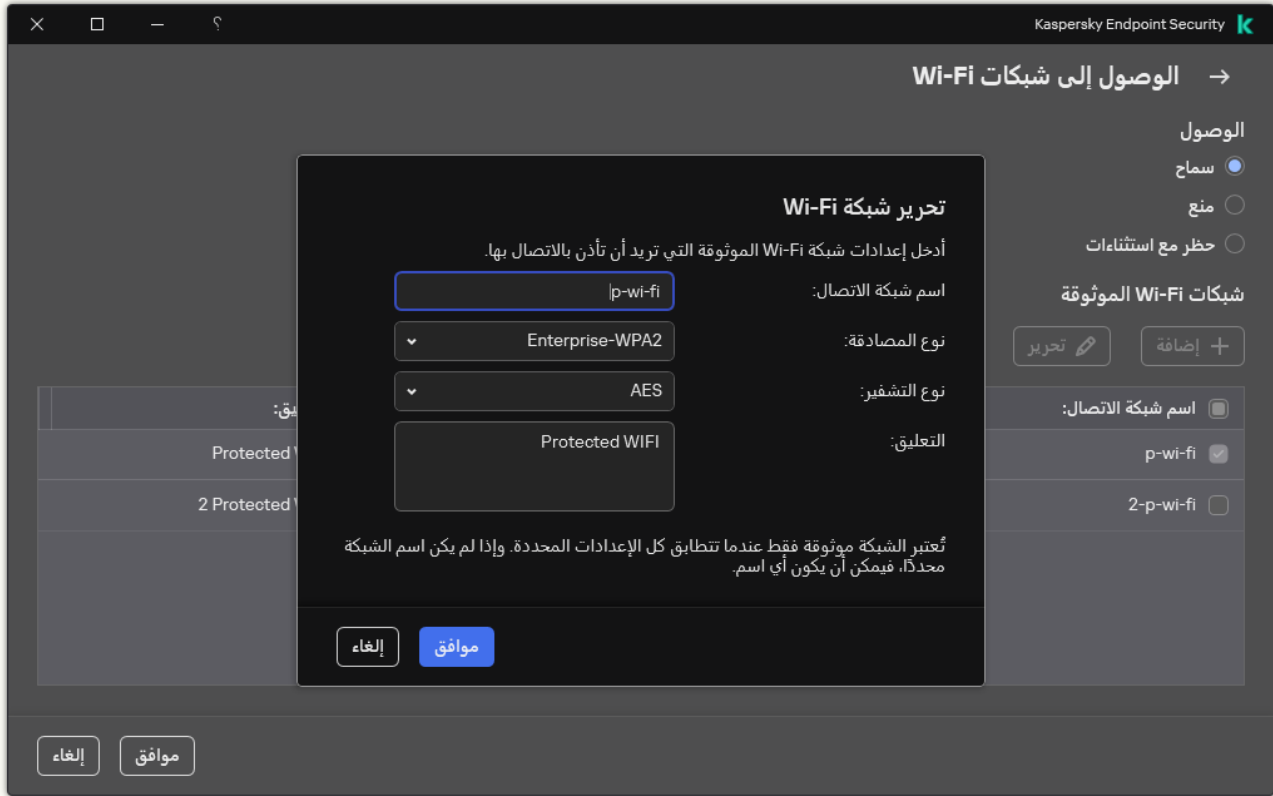 Kaspersky Endpoint Security
الوصول إلى شبكات Wi-Fi
الوصول
سماح
منع
حظر مع استثناءات
شبكات Wi-Fi الموثوقة
إضافة
تحرير
اسم شبكة الاتصال:
p-wi-fi
Protected
2-p-wi-fi
2 Protected
تحرير شبكة Wi-Fi
أدخل إعدادات شبكة Wi-Fi الموثوقة التي تريد أن تأذن بالاتصال بها.
اسم شبكة الاتصال:
p-wi-fi
نوع المصادقة:
Enterprise-WPA2
نوع التشفير:
AES
التعليق:
Protected WIFI
تُعتبر الشبكة موثوقة فقط عندما تتطابق كل الإعدادات المحددة. وإذا لم يكن اسم الشبكة
محددًا، فيمكن أن يكون أي اسم.
موافق
إلغاء
موافق
إلغاء